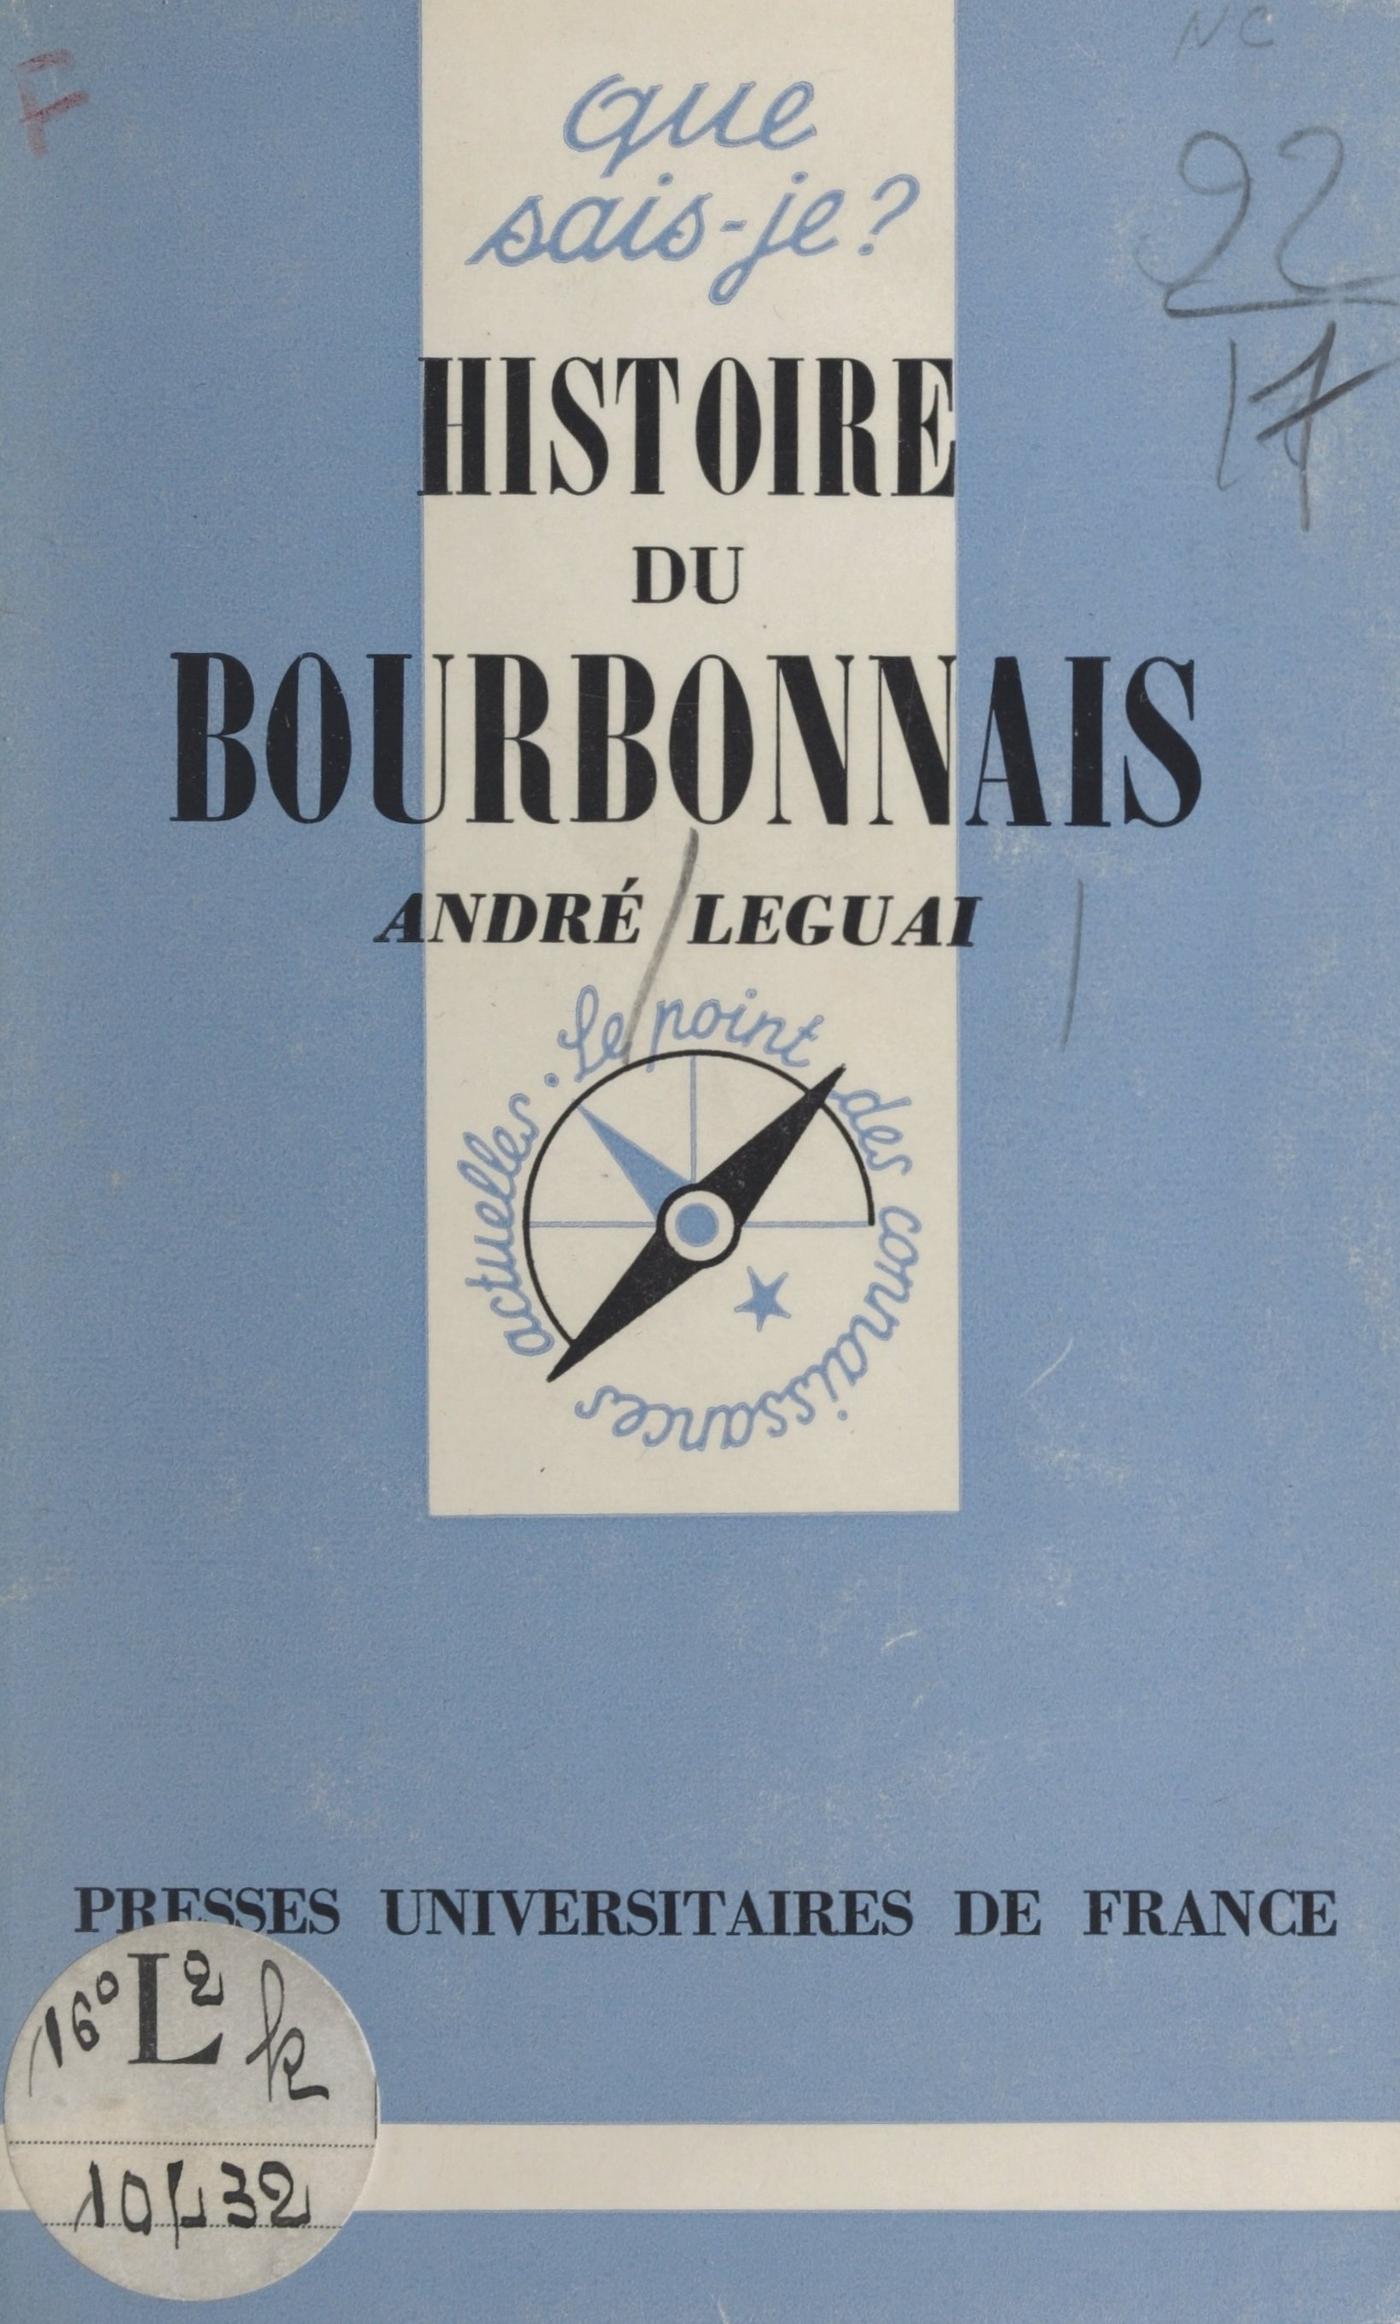 F
NC
92
17
que
sais-je?
HISTOIRE
DU
BOURBONNAIS
ANDRÉ LEGUAI
Le point des connaissances actuelles.
PRESSES UNIVERSITAIRES DE FRANCE
16° L2 k
10432